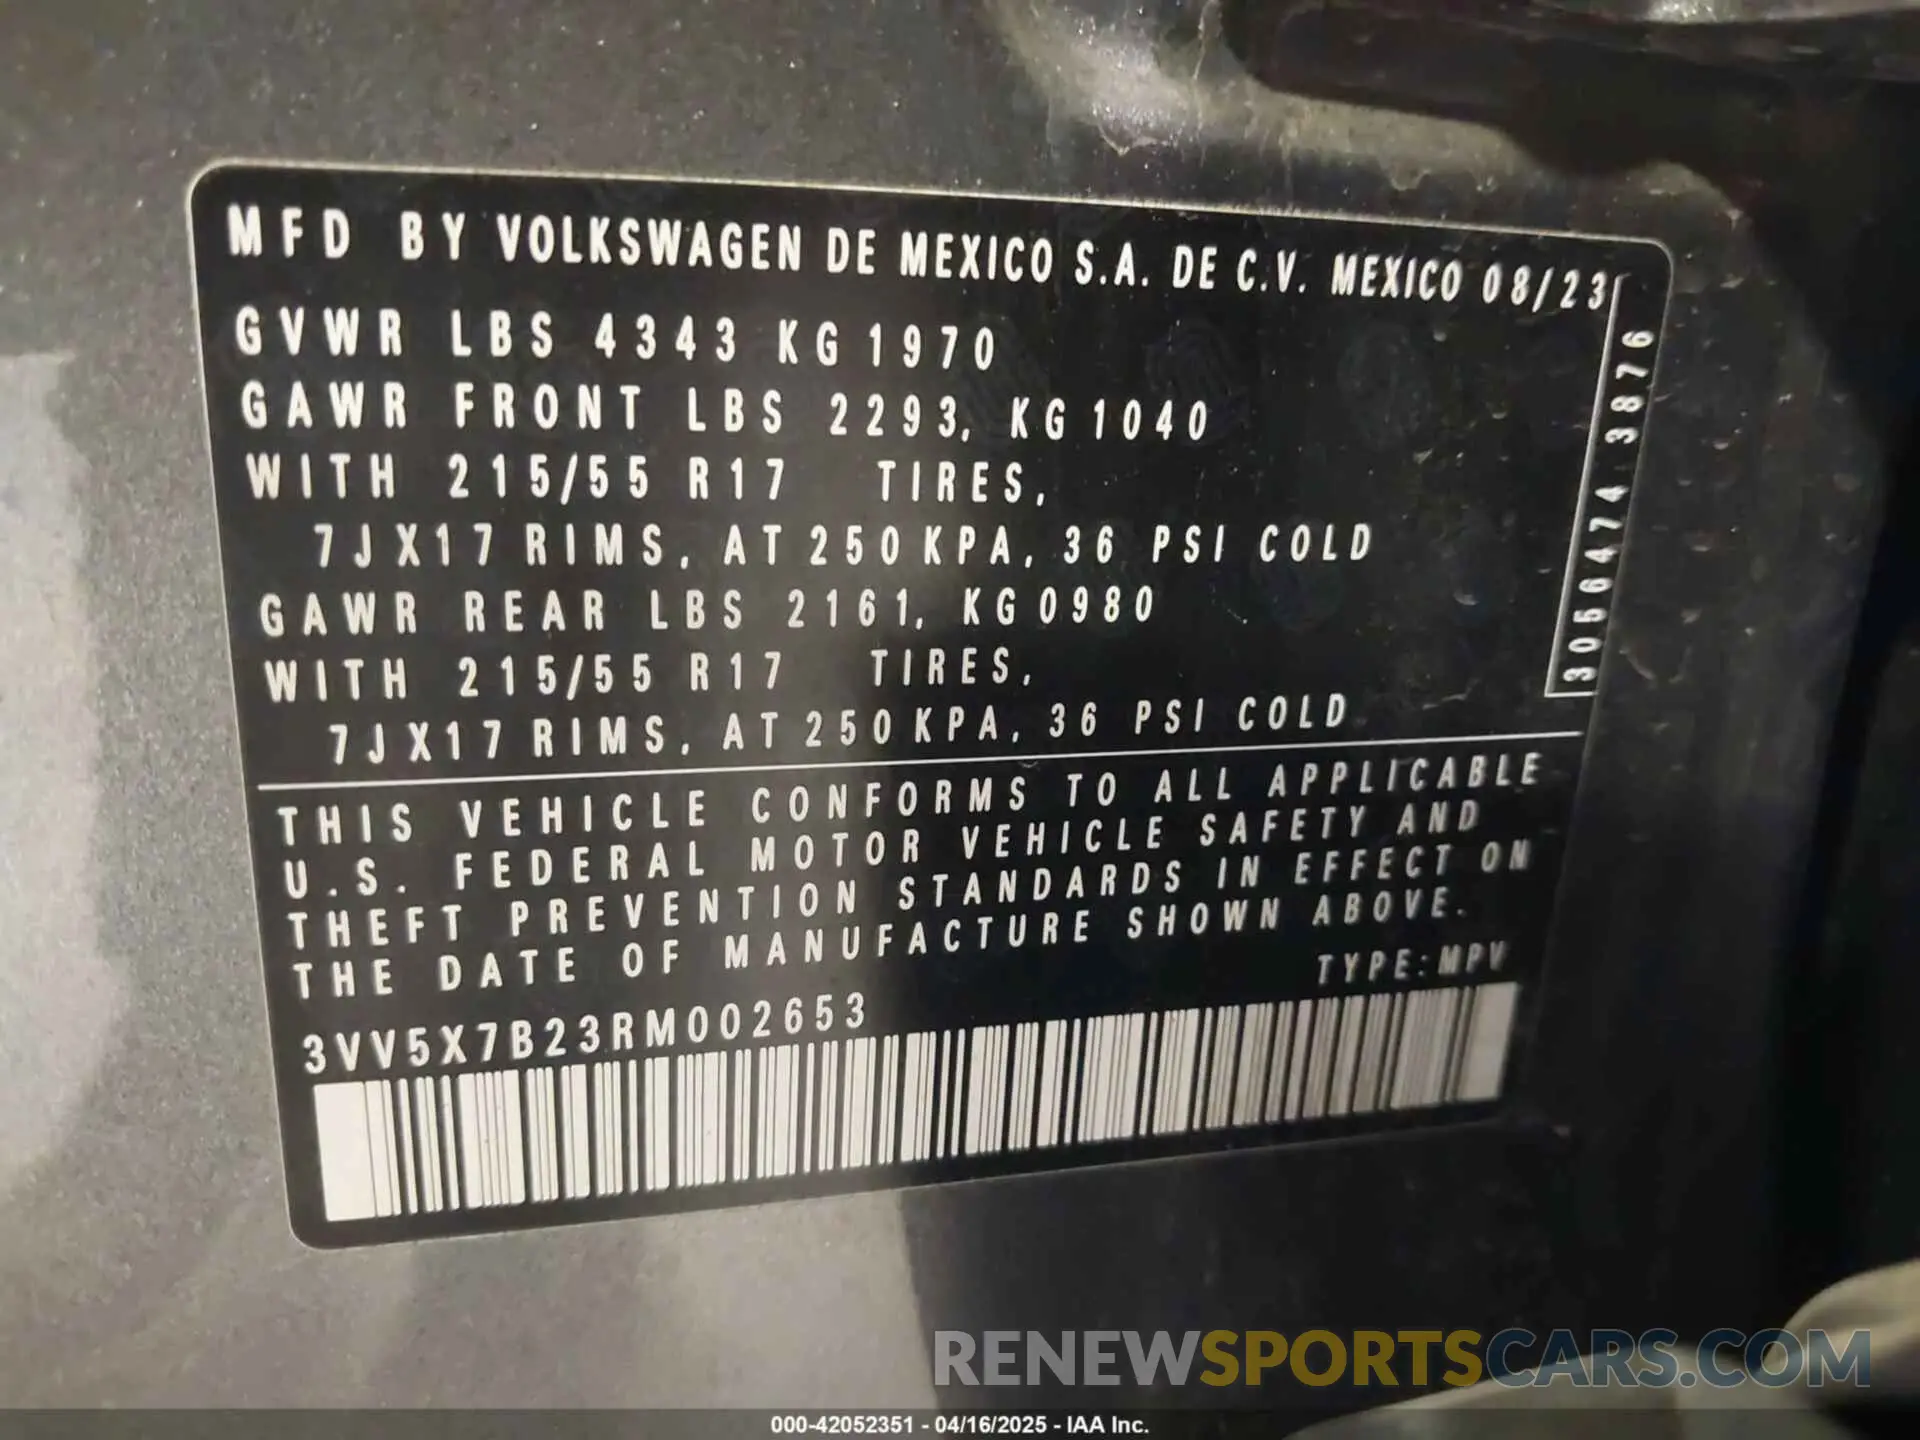 MFD BY VOLKSWAGEN DE MEXICO S.A. DE C.V. MEXICO 08/23
GVWR LBS 4343 KG 1970
GAWR FRONT LBS 2293, KG 1040
WITH 215/55 R17 TIRES,
7JX17 RIMS, AT 250 KPA, 36 PSI COLD
GAWR REAR LBS 2161, KG 0980
WITH 215/55 R17 TIRES,
7JX17 RIMS, AT 250 KPA, 36 PSI COLD
3056474 3876
THIS VEHICLE CONFORMS TO ALL APPLICABLE
U.S. FEDERAL MOTOR VEHICLE SAFETY AND
THEFT PREVENTION STANDARDS IN EFFECT ON
THE DATE OF MANUFACTURE SHOWN ABOVE.
TYPE: MPV
3VV5X7B23RM002653
RENEWSPORTSCARS.COM
000-42052351 - 04/16/2025 - IAA Inc.